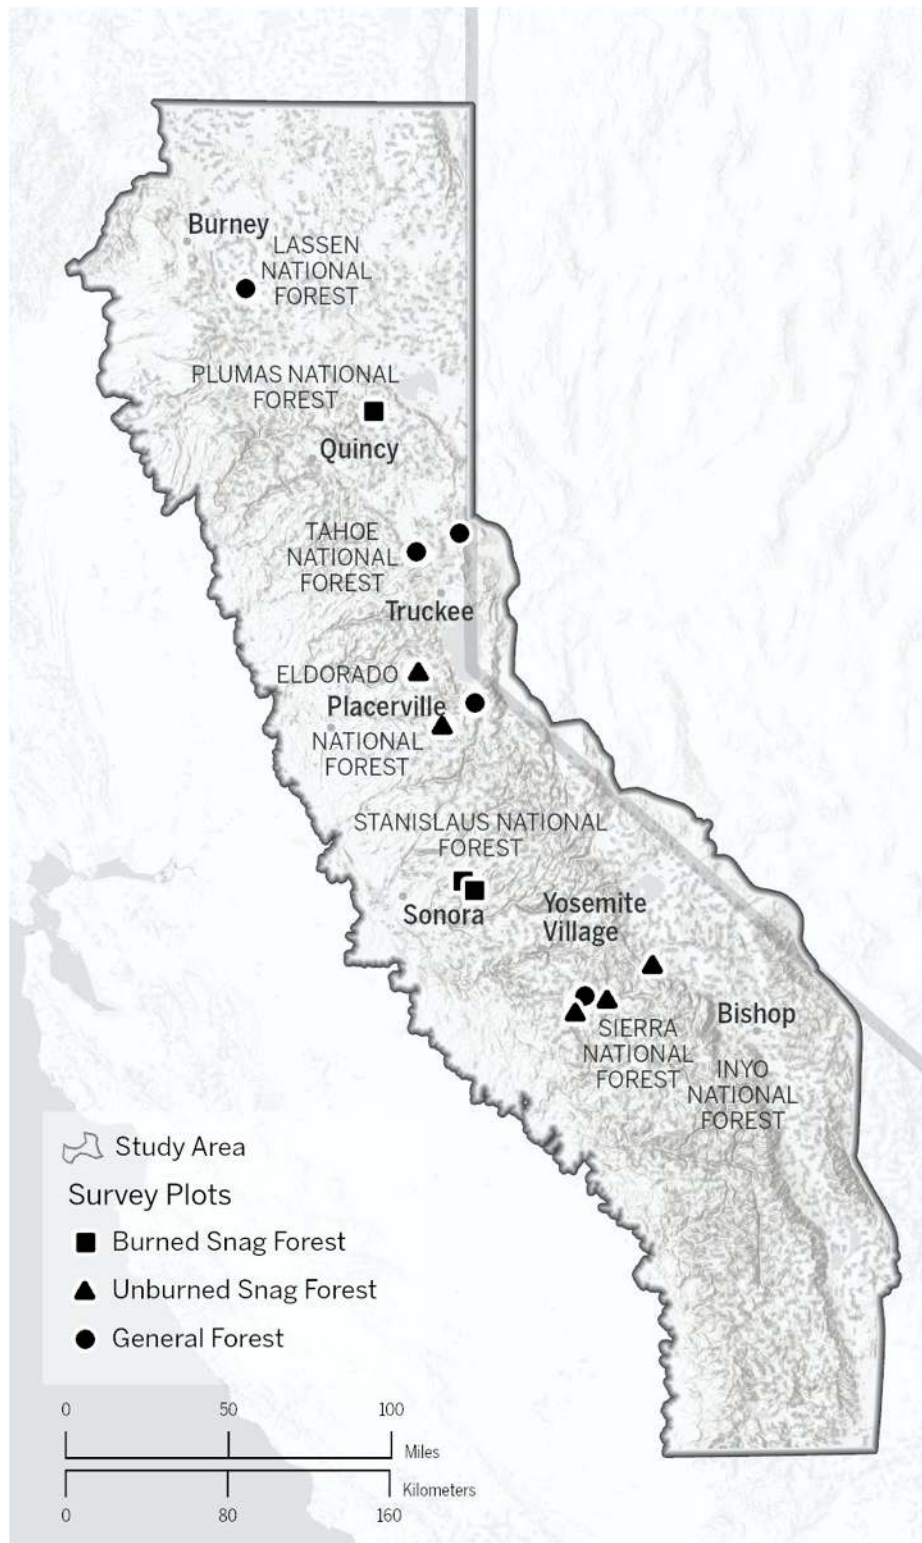 Burney
LASSEN
NATIONAL
FOREST
PLUMAS NATIONAL
FOREST
Quincy
TAHOE
NATIONAL
FOREST
Truckee
ELDORADO
Placerville
NATIONAL
FOREST
STANISLAUS NATIONAL
FOREST
Sonora
Yosemite
Village
Bishop
SIERRA
NATIONAL
FOREST
INYO
NATIONAL
FOREST
Study Area
Survey Plots
Burned Snag Forest
Unburned Snag Forest
General Forest
0 50 100
Miles
Kilometers
0 80 160